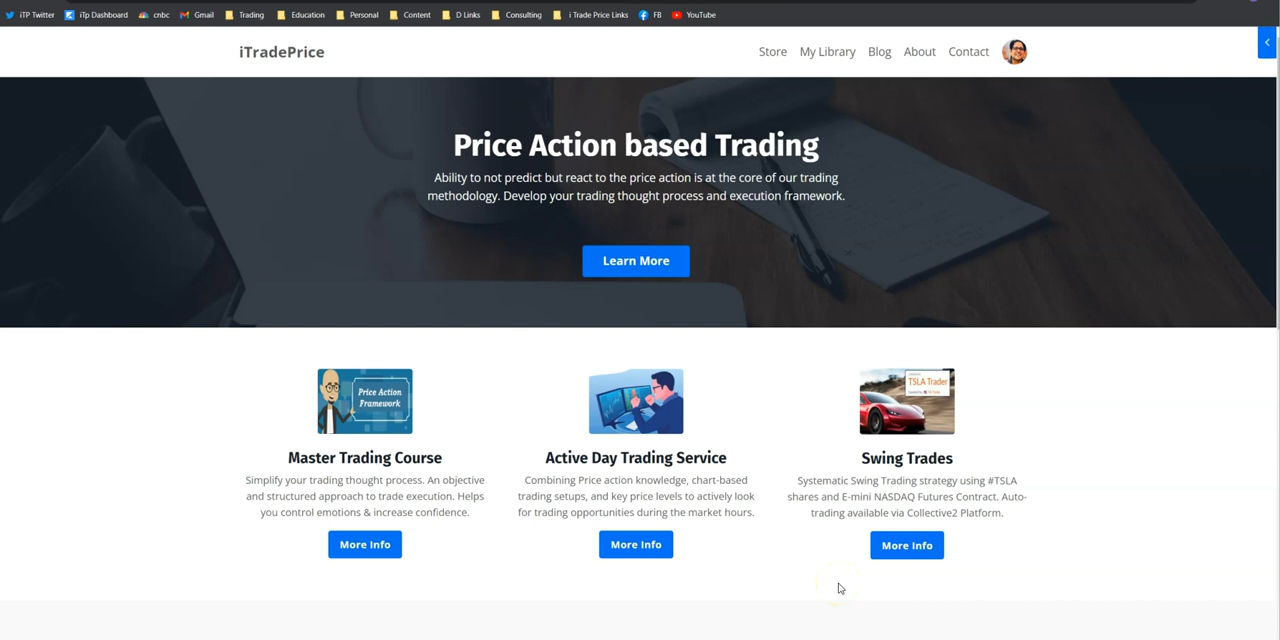 iTP Twitter iTp Dashboard cnbc Gmail Trading Education Personal Content D Links Consulting i Trade Price Links FB YouTube
iTradePrice Store My Library Blog About Contact
Price Action based Trading
Ability to not predict but react to the price action is at the core of our trading
methodology. Develop your trading thought process and execution framework.
Learn More
Price Action
Framework
TSLA Trader
Master Trading Course
Simplify your trading thought process. An objective
and structured approach to trade execution. Helps
you control emotions & increase confidence.
More Info
Active Day Trading Service
Combining Price action knowledge, chart-based
trading setups, and key price levels to actively look
for trading opportunities during the market hours.
More Info
Swing Trades
Systematic Swing Trading strategy using #TSLA
shares and E-mini NASDAQ Futures Contract. Auto-
trading available via Collective2 Platform.
More Info